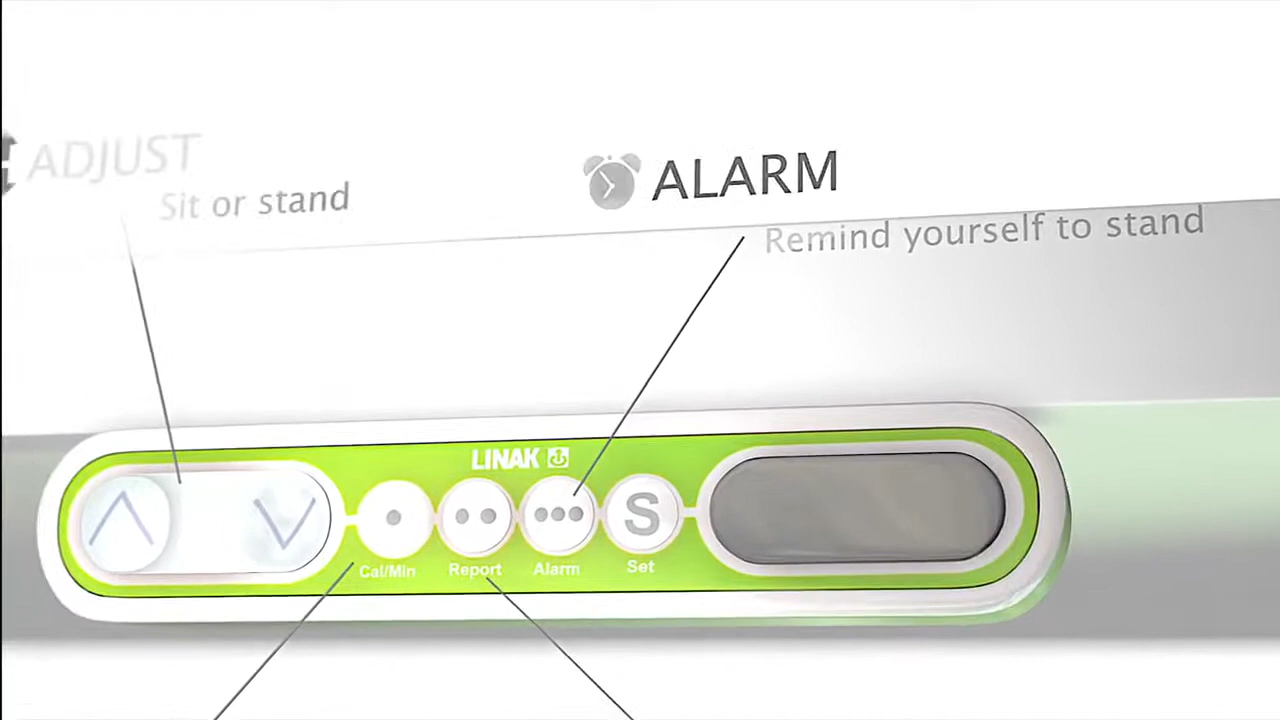 ADJUST
Sit or stand
ALARM
Remind yourself to stand
LINAK
Cal/Min
Report
Alarm
S
Set